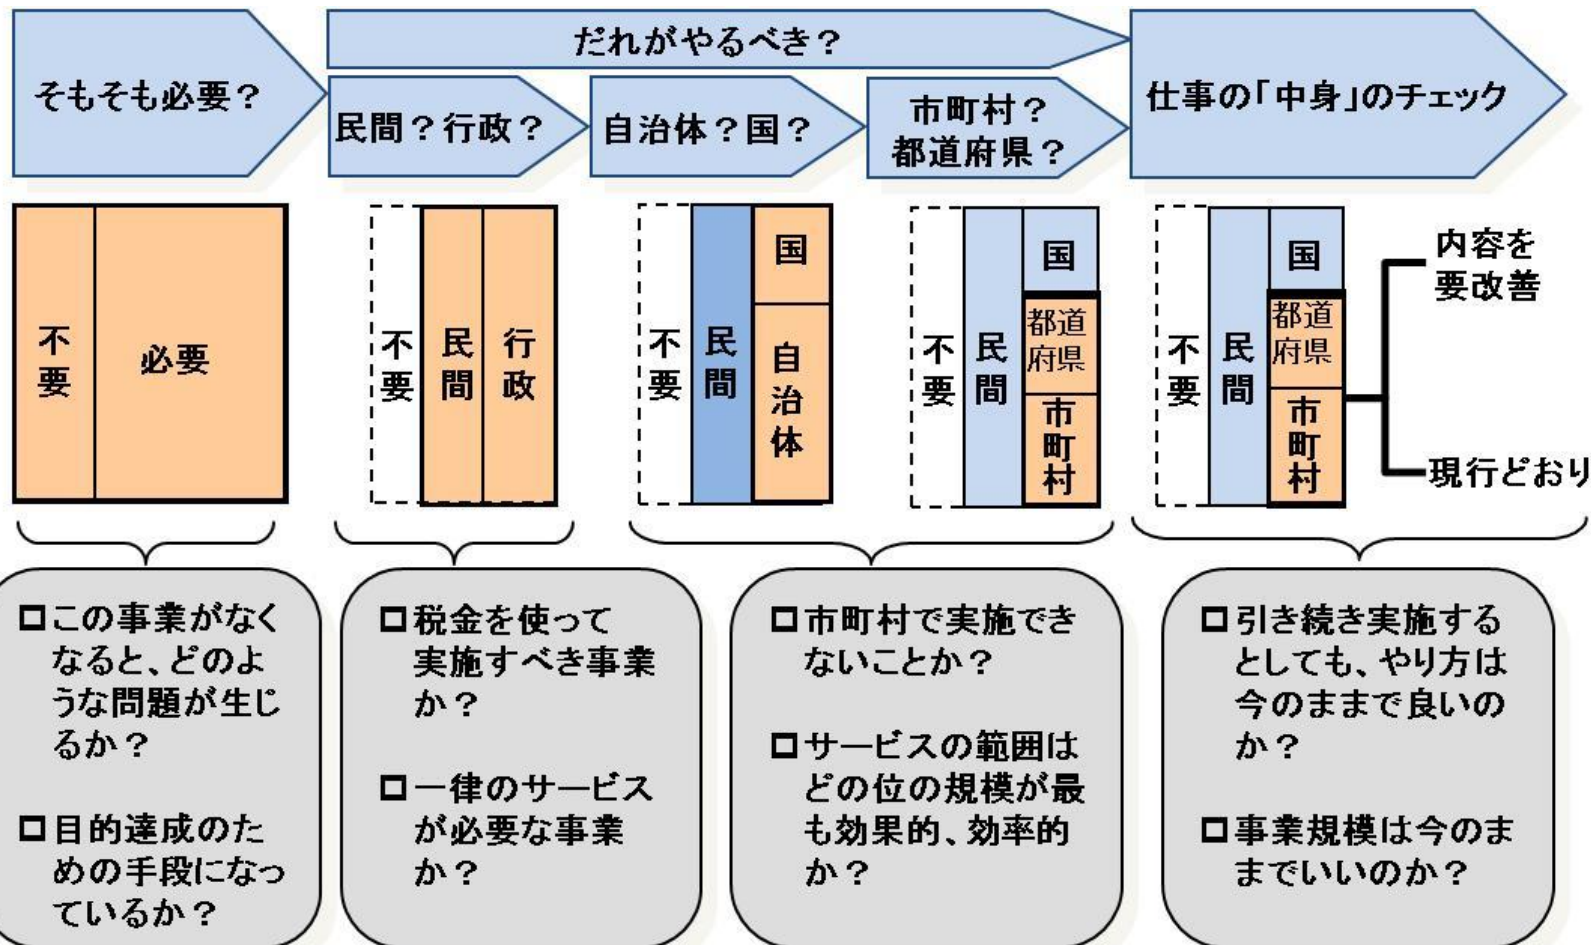 そもそも必要？
だれがやるべき？
民間？行政？
自治体？国？
市町村？
都道府県？
仕事の「中身」のチェック
不要
必要
不要
民間
行政
不要
民間
国
自治体
不要
民間
国
都道
府県
市町村
不要
民間
国
都道
府県
市町村
内容を
要改善
現行どおり
□この事業がなく
なると、どのよ
うな問題が生じ
るか？
□目的達成のた
めの手段になっ
ているか？
□税金を使って
実施すべき事業
か？
□一律のサービス
が必要な事業
か？
□市町村で実施でき
ないことか？
□サービスの範囲は
どの位の規模が最
も効果的、効率的
か？
□引き続き実施する
としても、やり方は
今のままで良いの
か？
□事業規模は今のま
までいいのか？